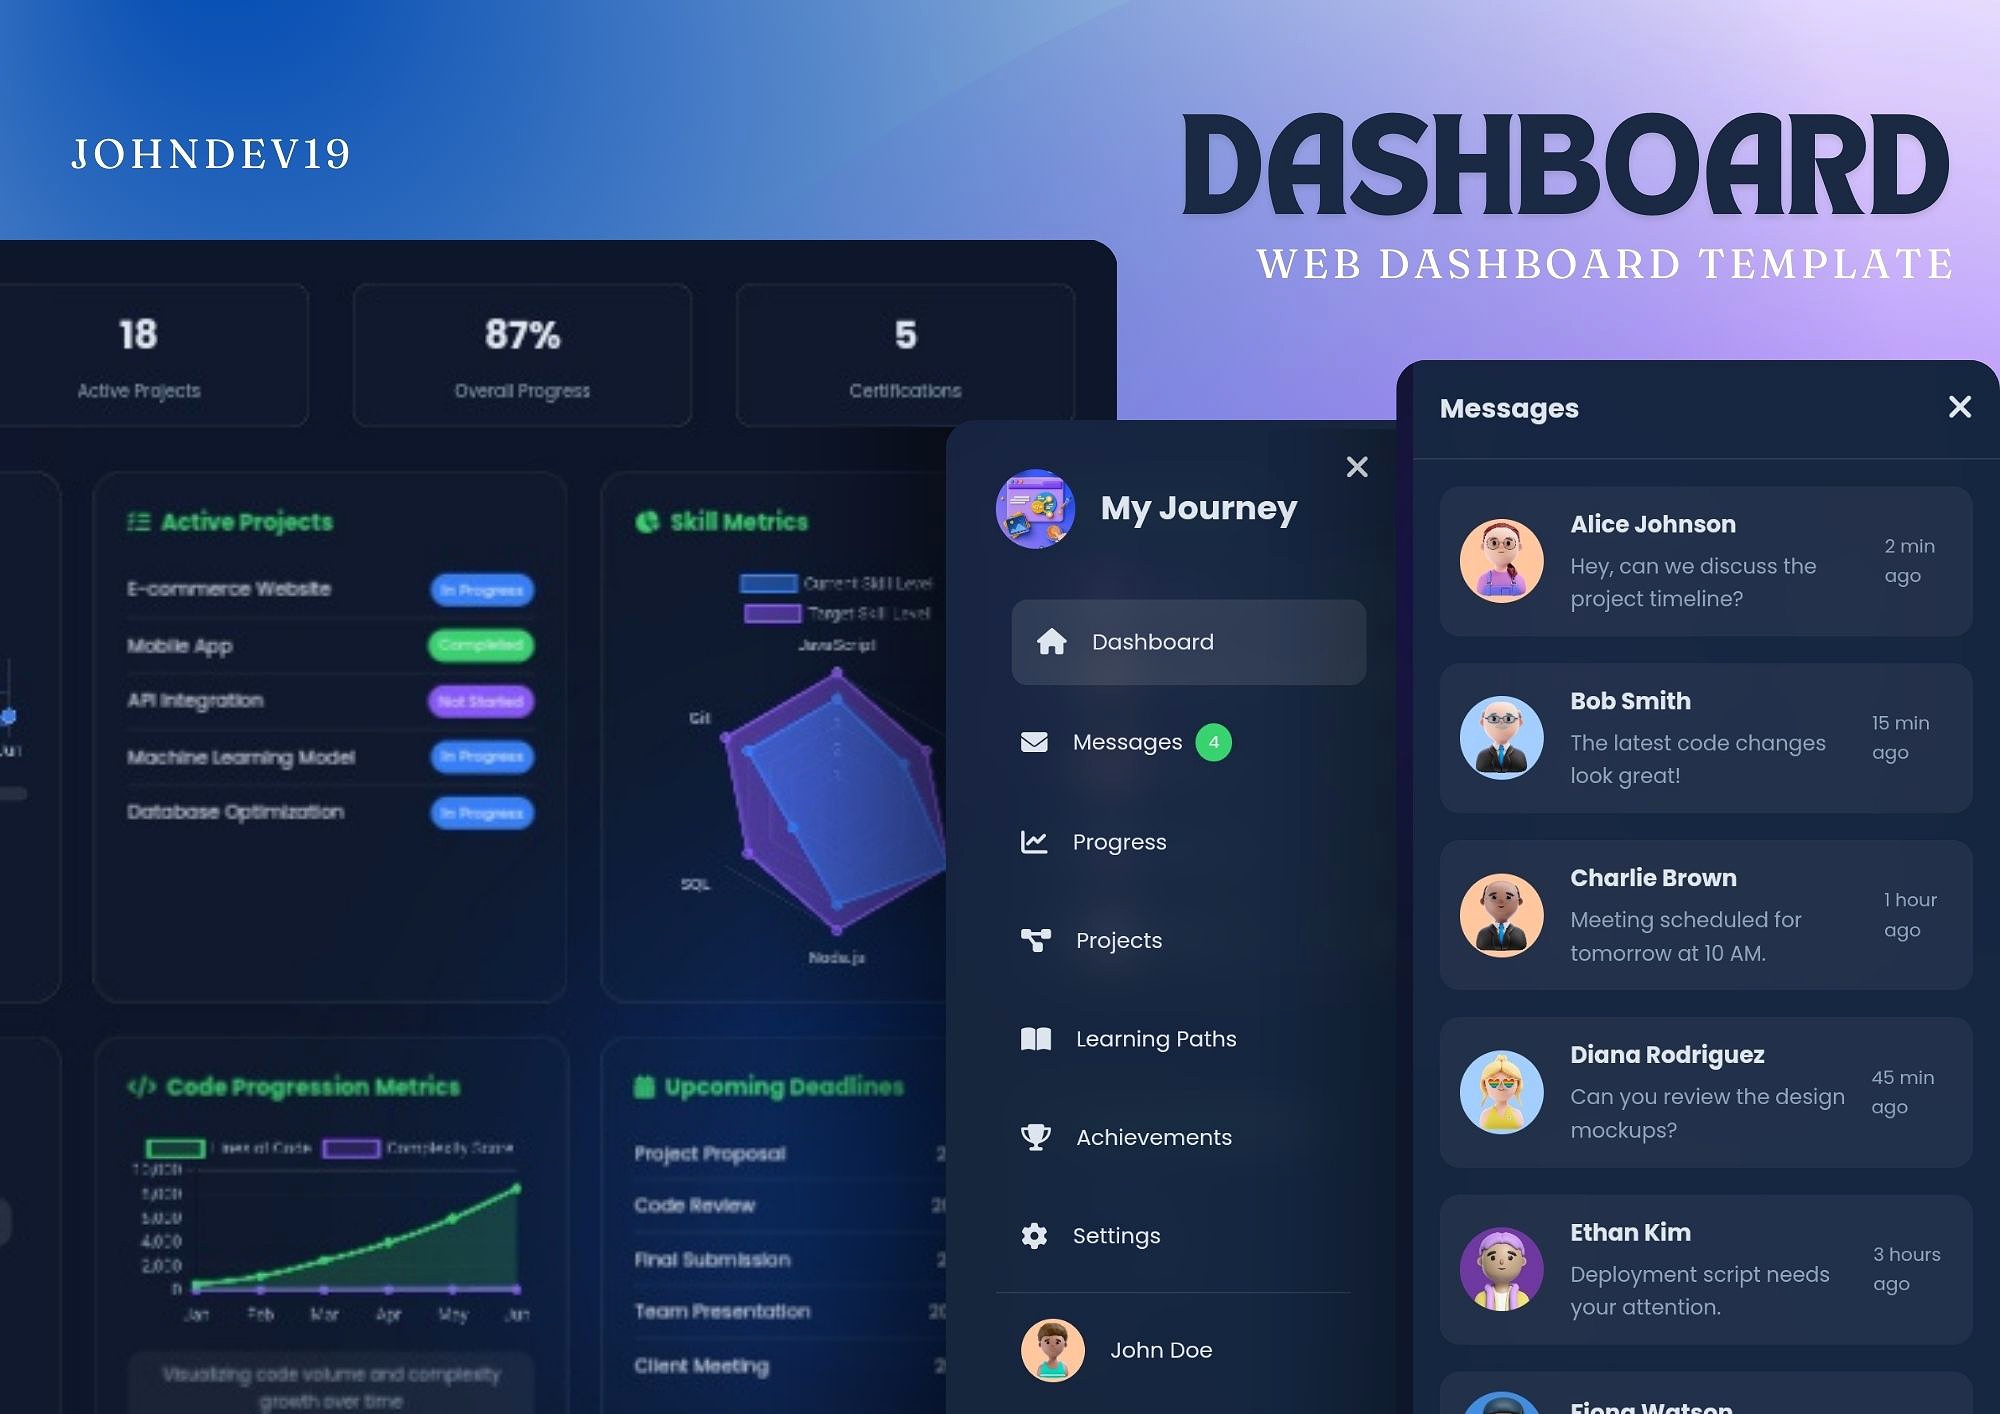 JOHNDEV19
DASHBOARD
WEB DASHBOARD TEMPLATE
18
Active Projects
87%
Overall Progress
5
Certifications
Active Projects
E-commerce Website
In Progress
Mobile App
Completed
API Integration
Not Started
Machine Learning Model
In Progress
Database Optimization
In Progress
Skill Metrics
Current Skill Level
Target Skill Level
JavaScript
Git
SQL
Node.js
Code Progression Metrics
Lines of Code
Complexity Score
10,000
8,000
6,000
4,000
2,000
0
Jan
Feb
Mar
Apr
May
Jun
Visualizing code volume and complexity
growth over time
Upcoming Deadlines
Project Proposal
Code Review
Final Submission
Team Presentation
Client Meeting
My Journey
Dashboard
Messages 4
Progress
Projects
Learning Paths
Achievements
Settings
John Doe
Messages
Alice Johnson
Hey, can we discuss the
project timeline?
2 min
ago
Bob Smith
The latest code changes
look great!
15 min
ago
Charlie Brown
Meeting scheduled for
tomorrow at 10 AM.
1 hour
ago
Diana Rodriguez
Can you review the design
mockups?
45 min
ago
Ethan Kim
Deployment script needs
your attention.
3 hours
ago
Fiona Watson